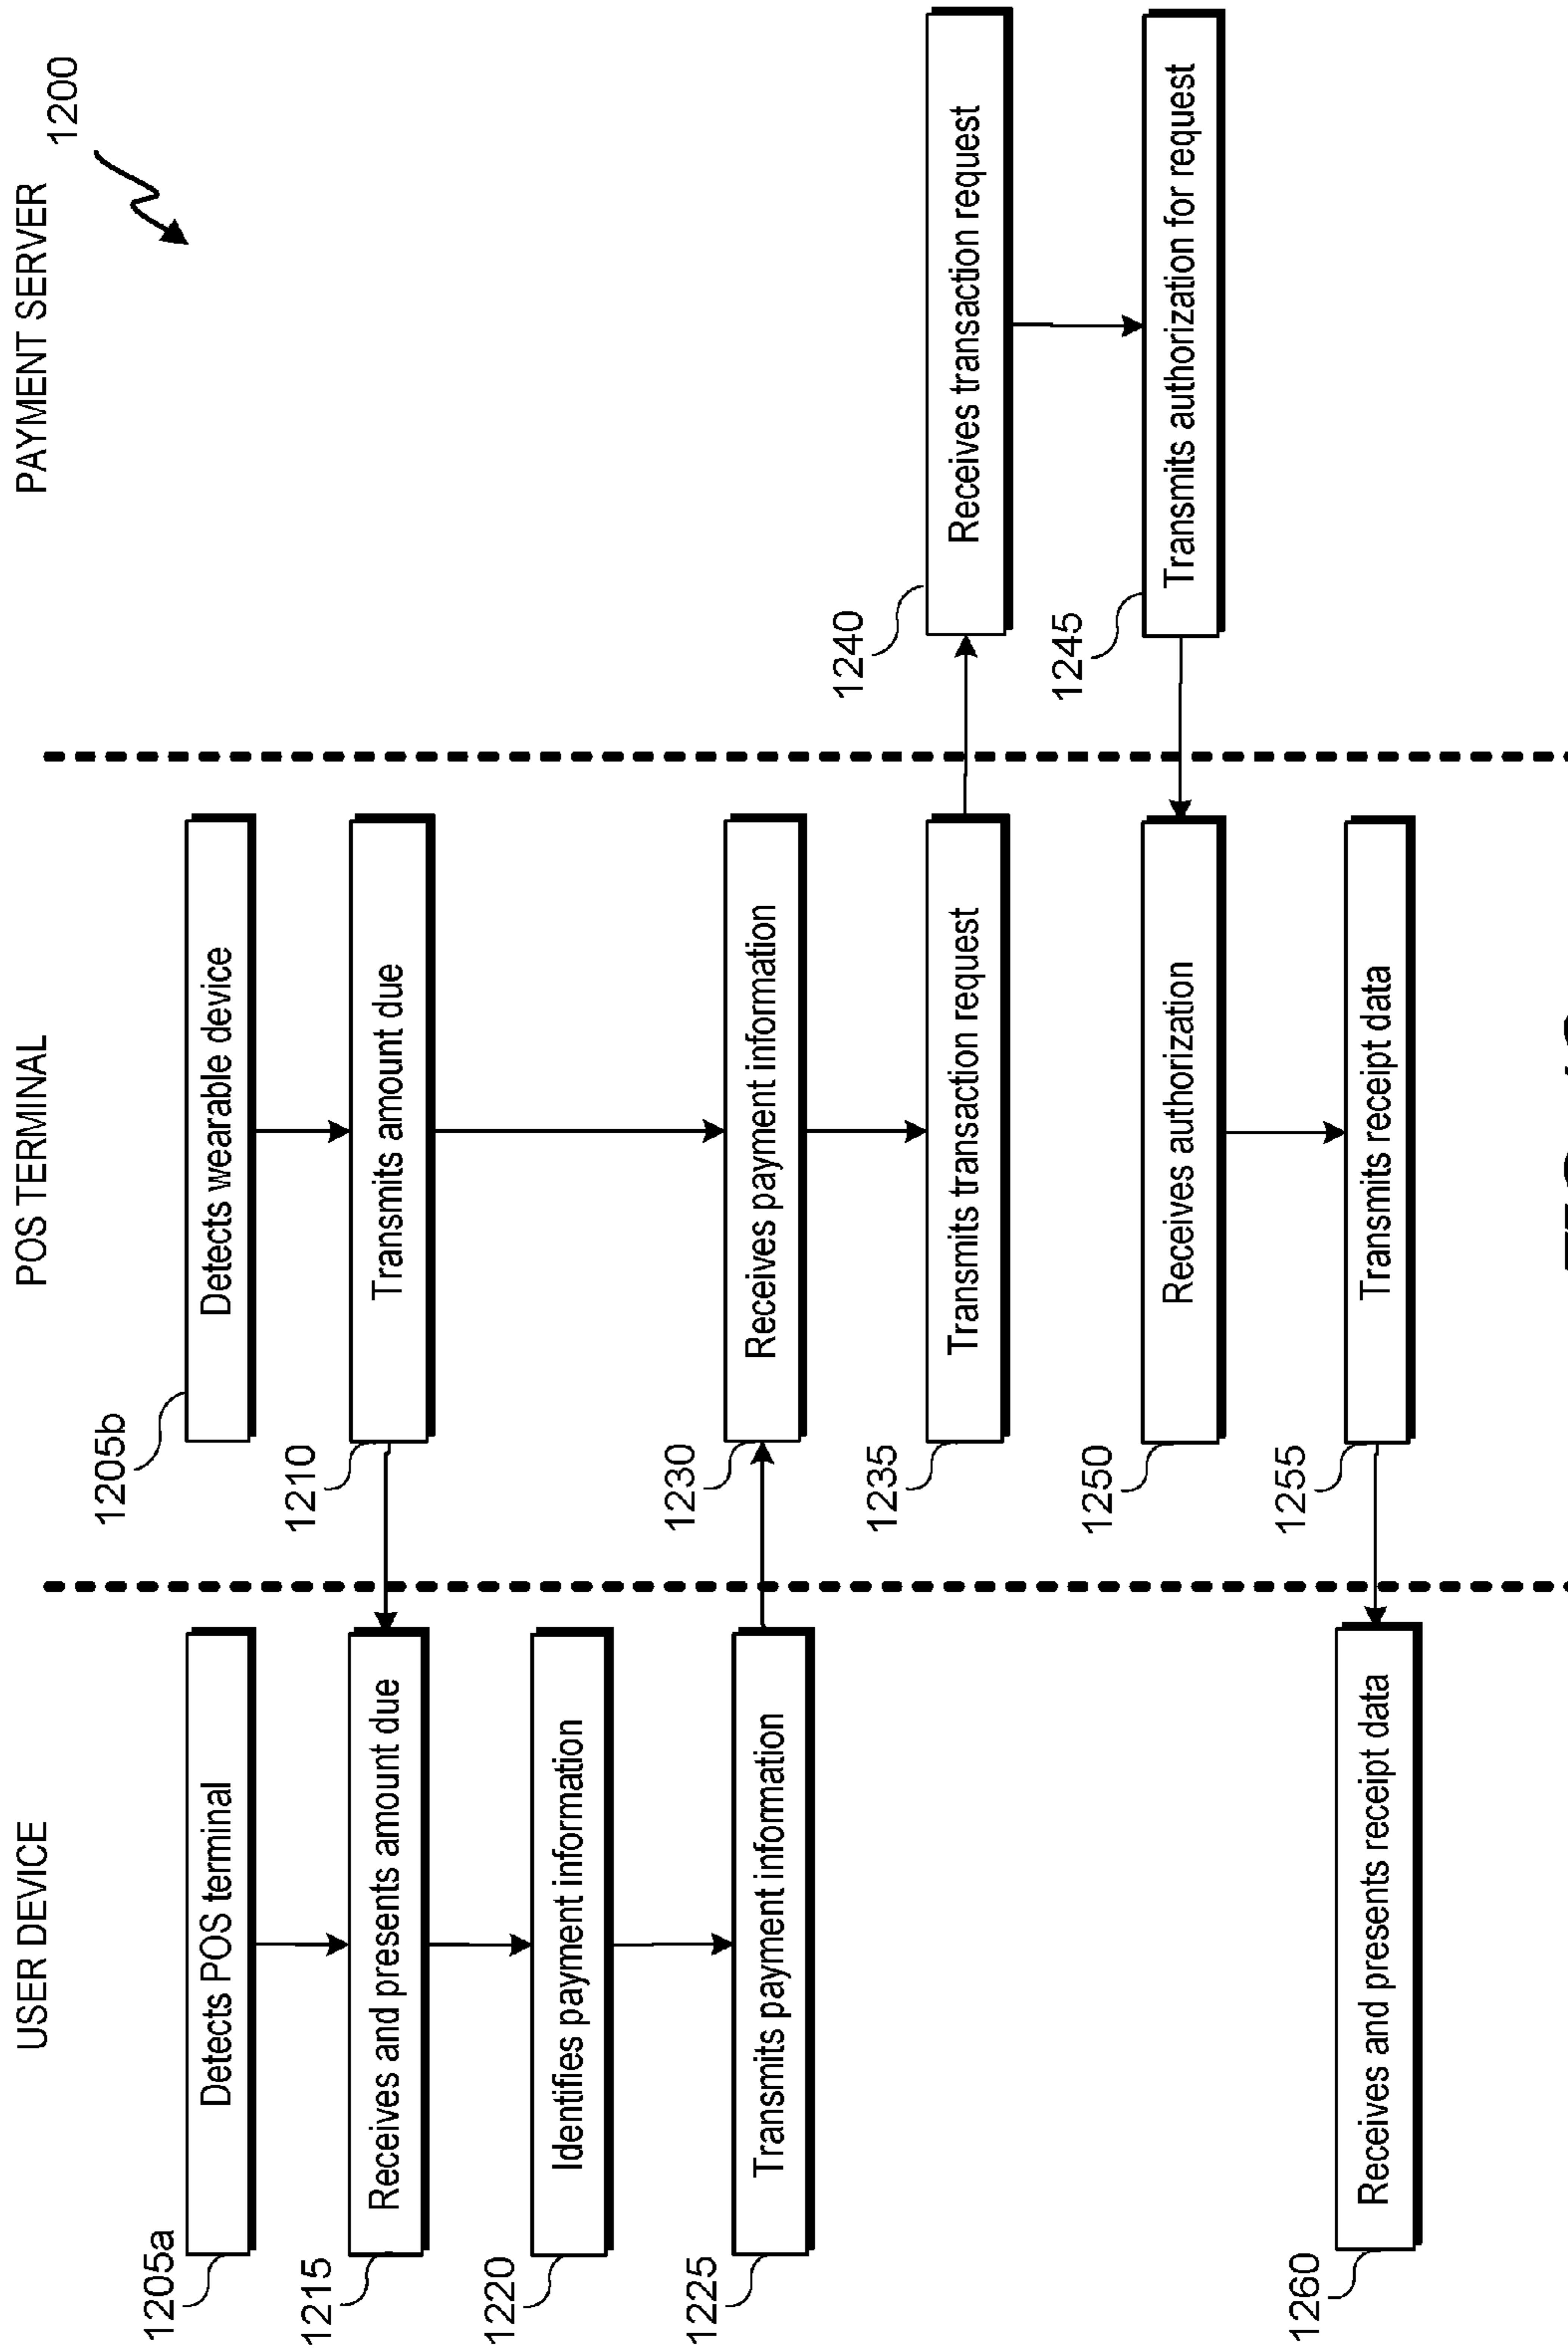 USER DEVICE
POS TERMINAL
PAYMENT SERVER
1200
1205a
Detects POS terminal
1205b
Detects wearable device
1210
Transmits amount due
1215
Receives and presents amount due
1220
Identifies payment information
1225
Transmits payment information
1230
Receives payment information
1235
Transmits transaction request
1240
Receives transaction request
1245
Transmits authorization for request
1250
Receives authorization
1255
Transmits receipt data
1260
Receives and presents receipt data